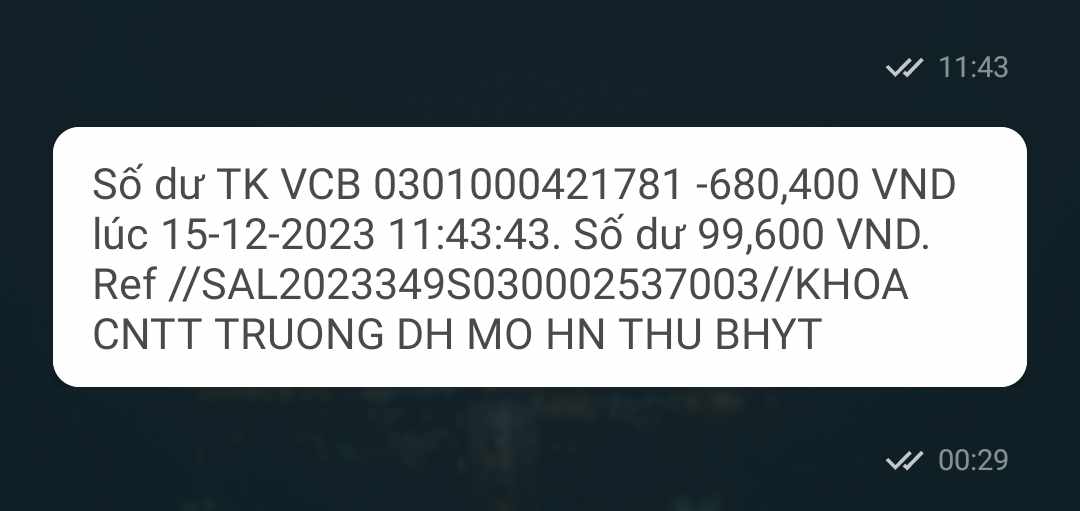 11:43
Số dư TK VCB 0301000421781 -680,400 VND
lúc 15-12-2023 11:43:43. Số dư 99,600 VND.
Ref //SAL2023349S030002537003//KHOA
CNTT TRUONG DH MO HN THU BHYT
00:29